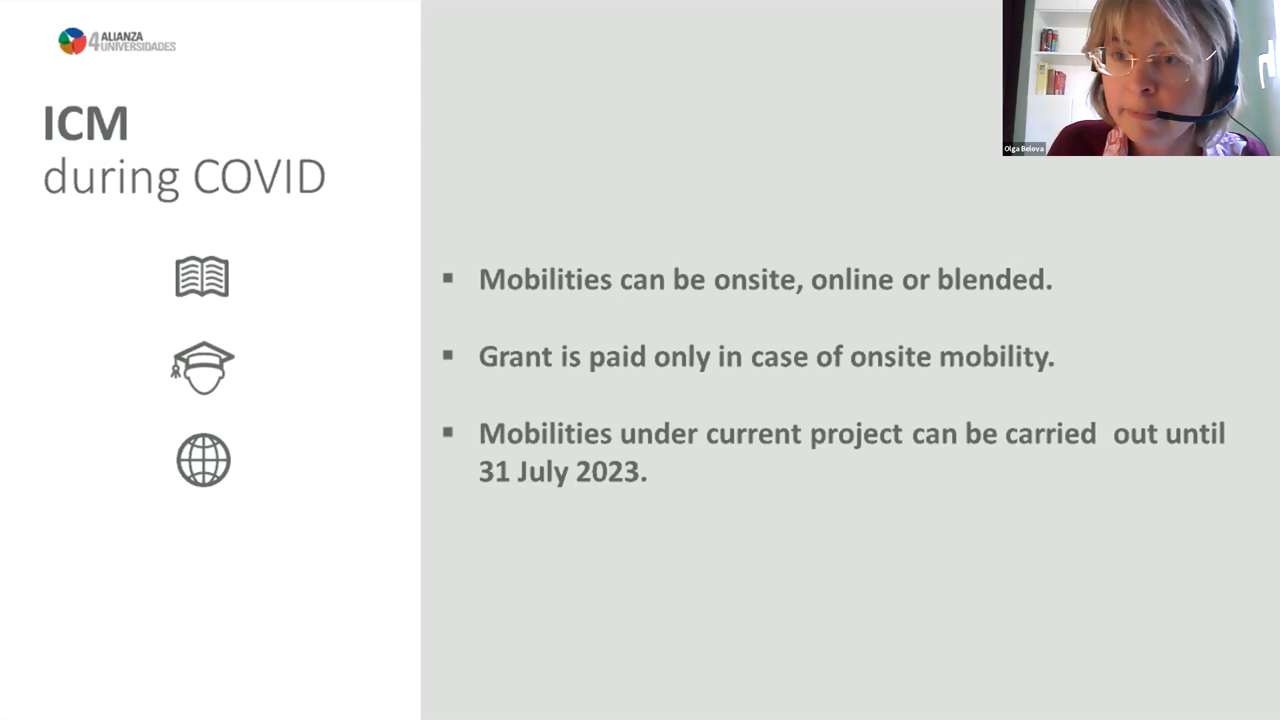 4 ALIANZA
UNIVERSIDADES
ICM
during COVID
▪ Mobilities can be onsite, online or blended.
▪ Grant is paid only in case of onsite mobility.
▪ Mobilities under current project can be carried out until
31 July 2023.
Olga Belova